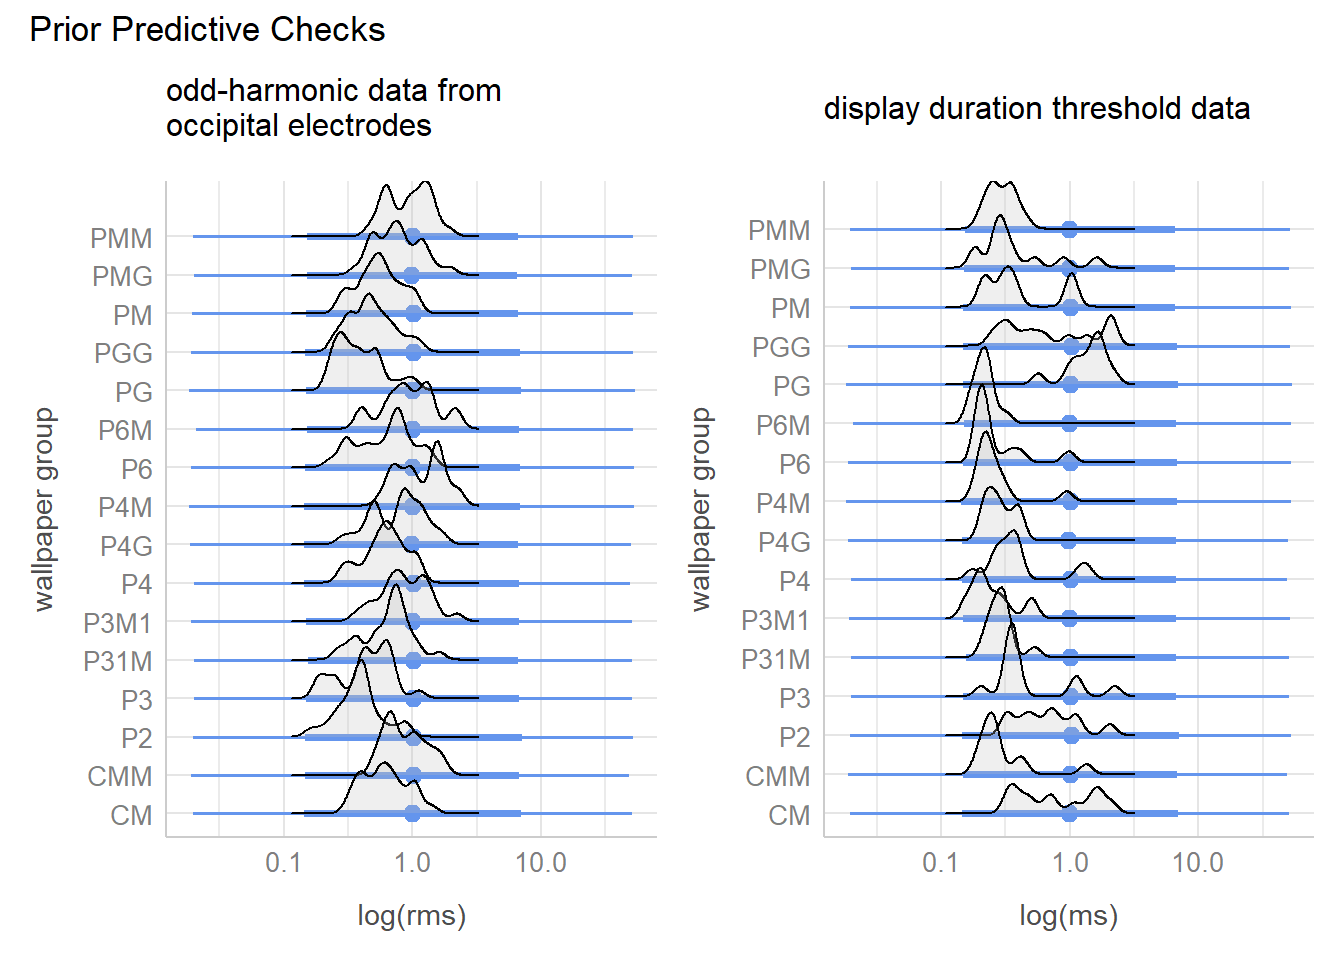 Prior Predictive Checks
odd-harmonic data from
occipital electrodes
wallpaper group
PMM
PMG
PM
PGG
PG
P6M
P6
P4M
P4G
P4
P3M1
P31M
P3
P2
CMM
CM
0.1 1.0 10.0
log(rms)
display duration threshold data
wallpaper group
PMM
PMG
PM
PGG
PG
P6M
P6
P4M
P4G
P4
P3M1
P31M
P3
P2
CMM
CM
0.1 1.0 10.0
log(ms)